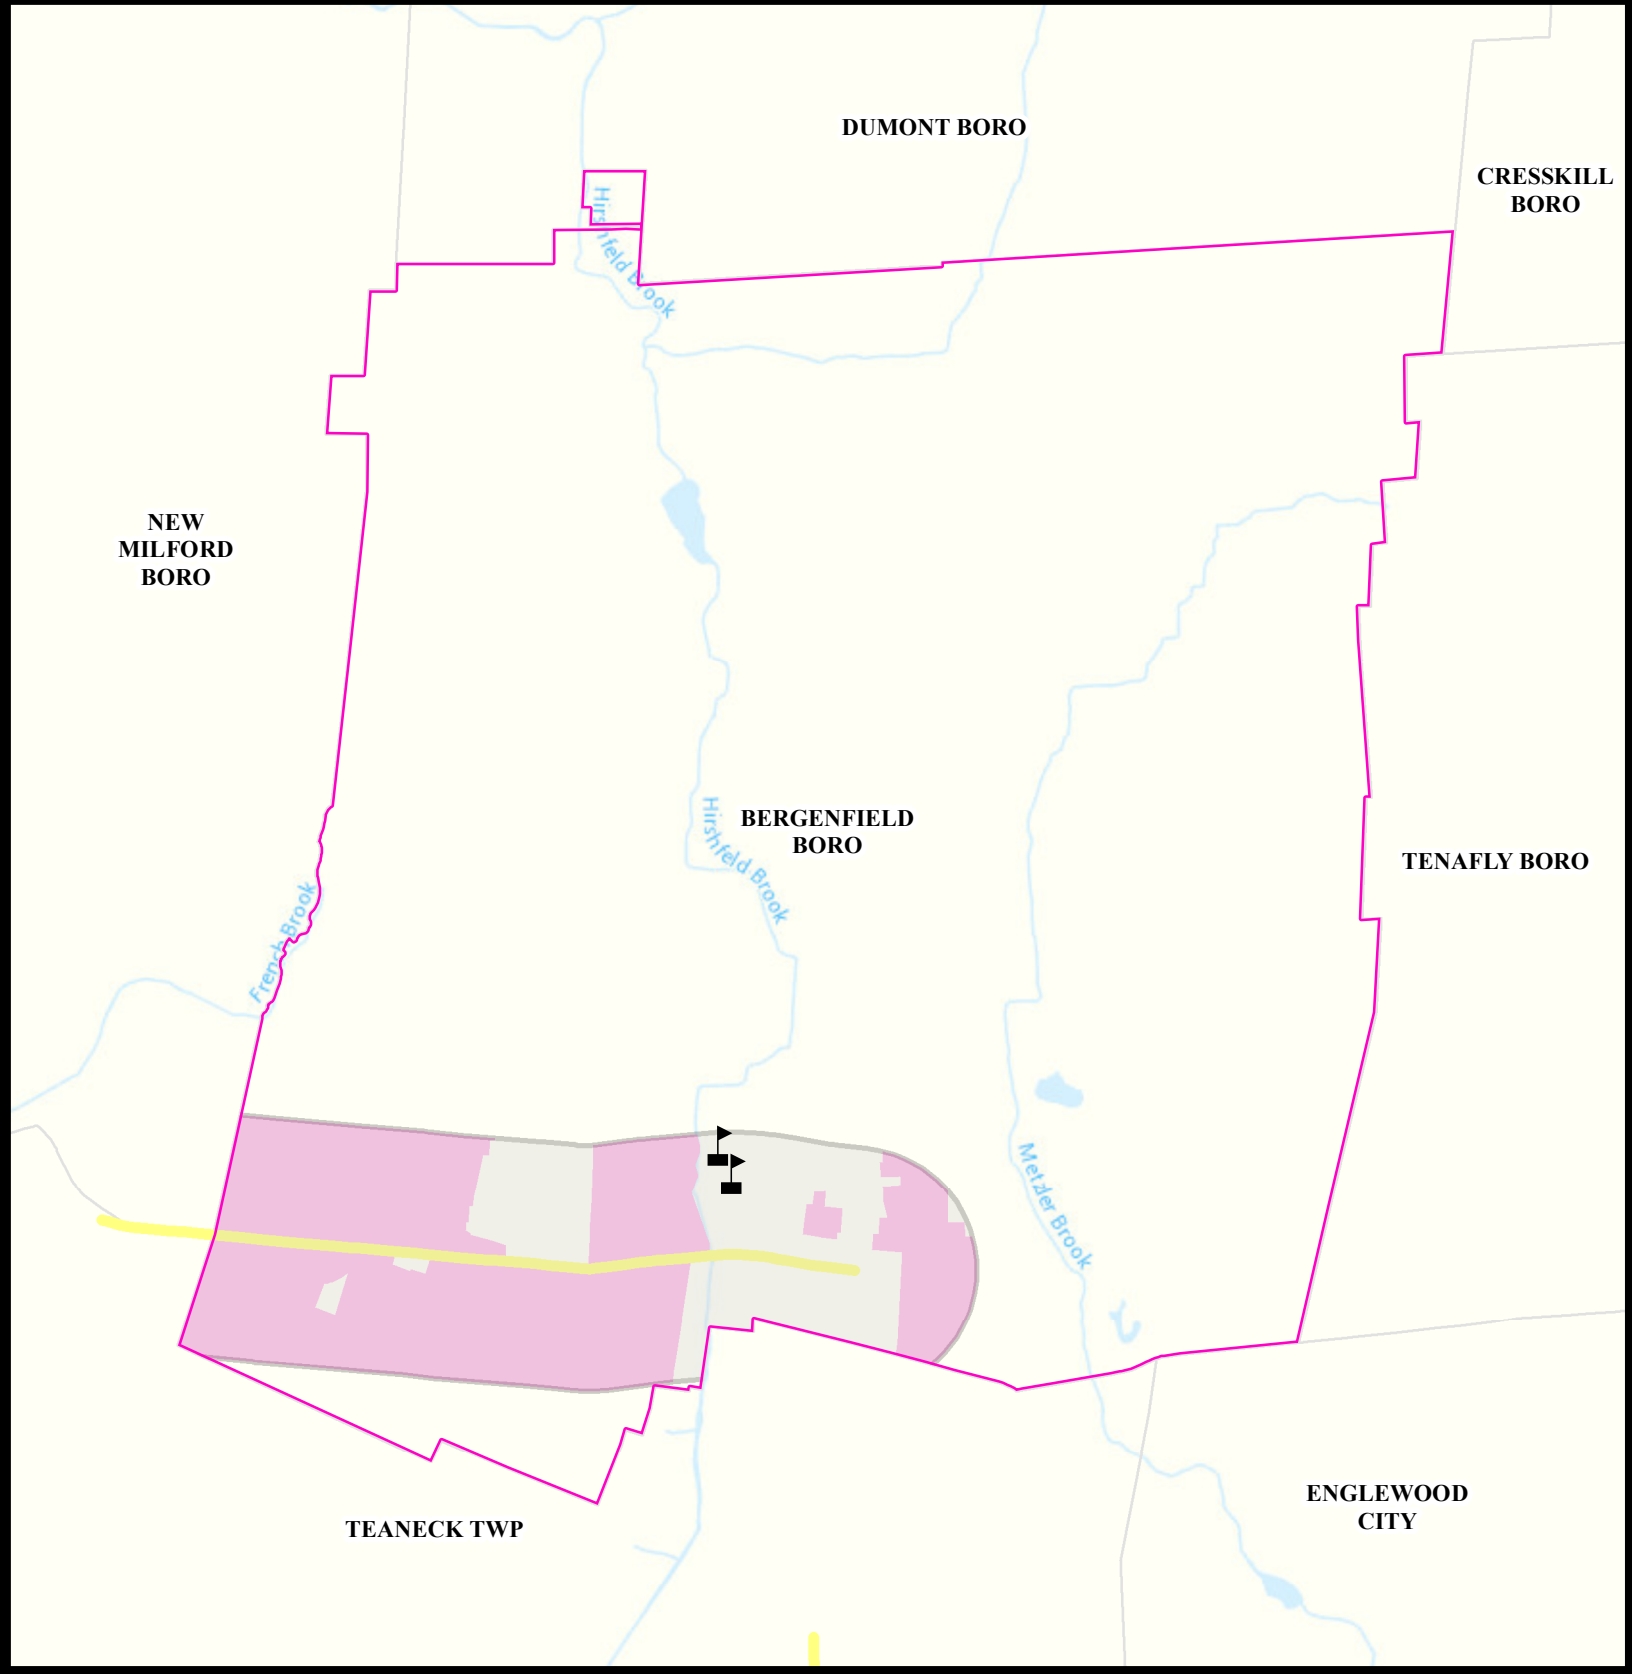 DUMONT BORO
CRESSKILL
BORO
Hirshfeld Brook
NEW
MILFORD
BORO
Hirshfeld Brook
BERGENFIELD
BORO
TENAFLY BORO
French Brook
Metzler Brook
ENGLEWOOD
CITY
TEANECK TWP